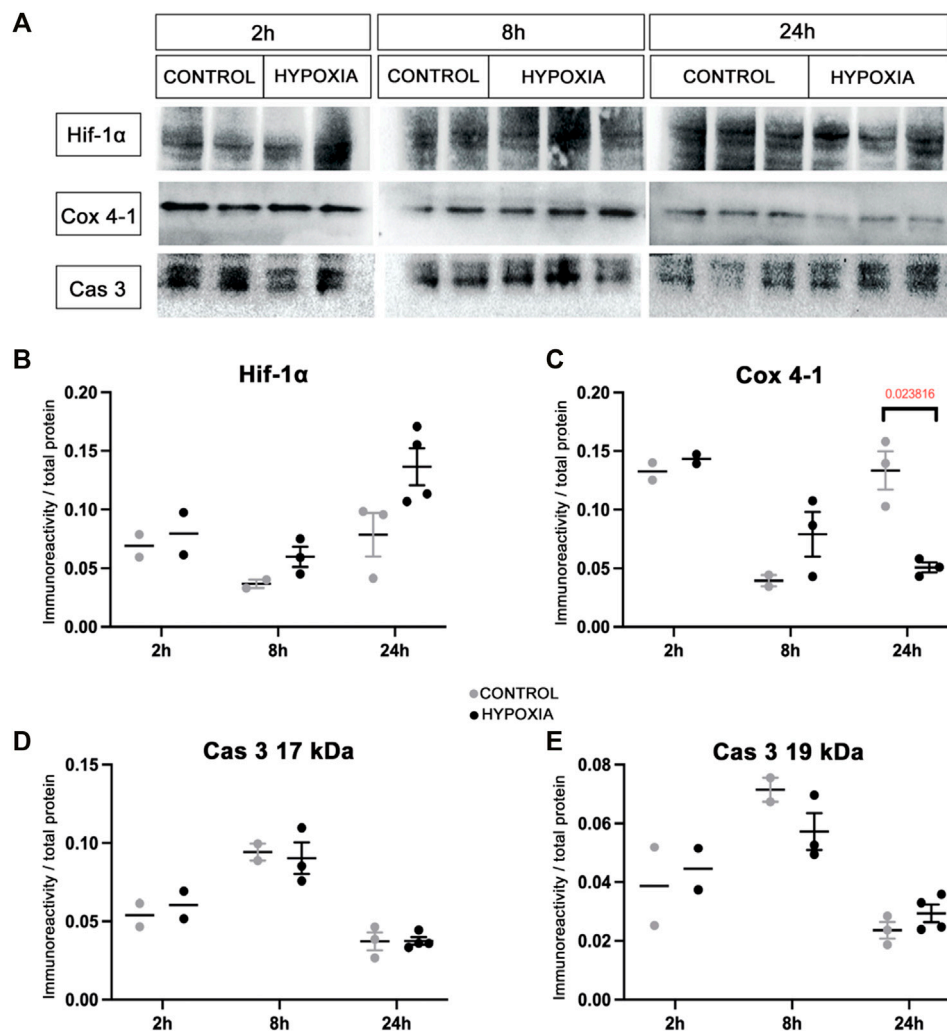 A
2h 8h 24h
CONTROL HYPOXIA CONTROL HYPOXIA CONTROL HYPOXIA
Hif-1α
Cox 4-1
Cas 3
B
Hif-1α
Immunoreactivity / total protein
0.20
0.15
0.10
0.05
0.00
2h 8h 24h
C
Cox 4-1
Immunoreactivity / total protein
0.20
0.15
0.10
0.05
0.00
0.023816
2h 8h 24h
CONTROL
HYPOXIA
D
Cas 3 17 kDa
Immunoreactivity / total protein
0.15
0.10
0.05
0.00
2h 8h 24h
E
Cas 3 19 kDa
Immunoreactivity / total protein
0.08
0.06
0.04
0.02
0.00
2h 8h 24h